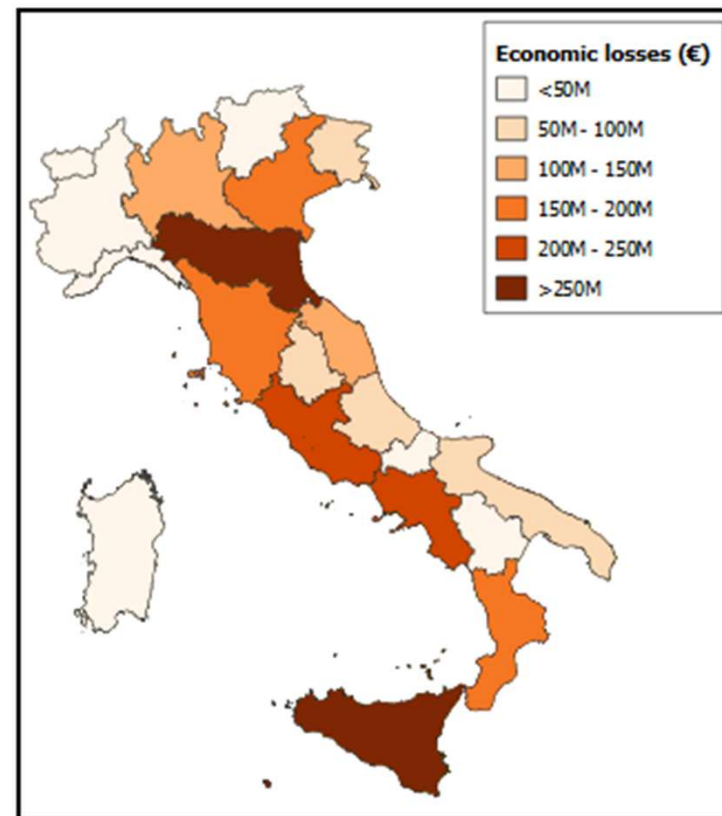 Economic losses (€)
<50M
50M - 100M
100M - 150M
150M - 200M
200M - 250M
>250M